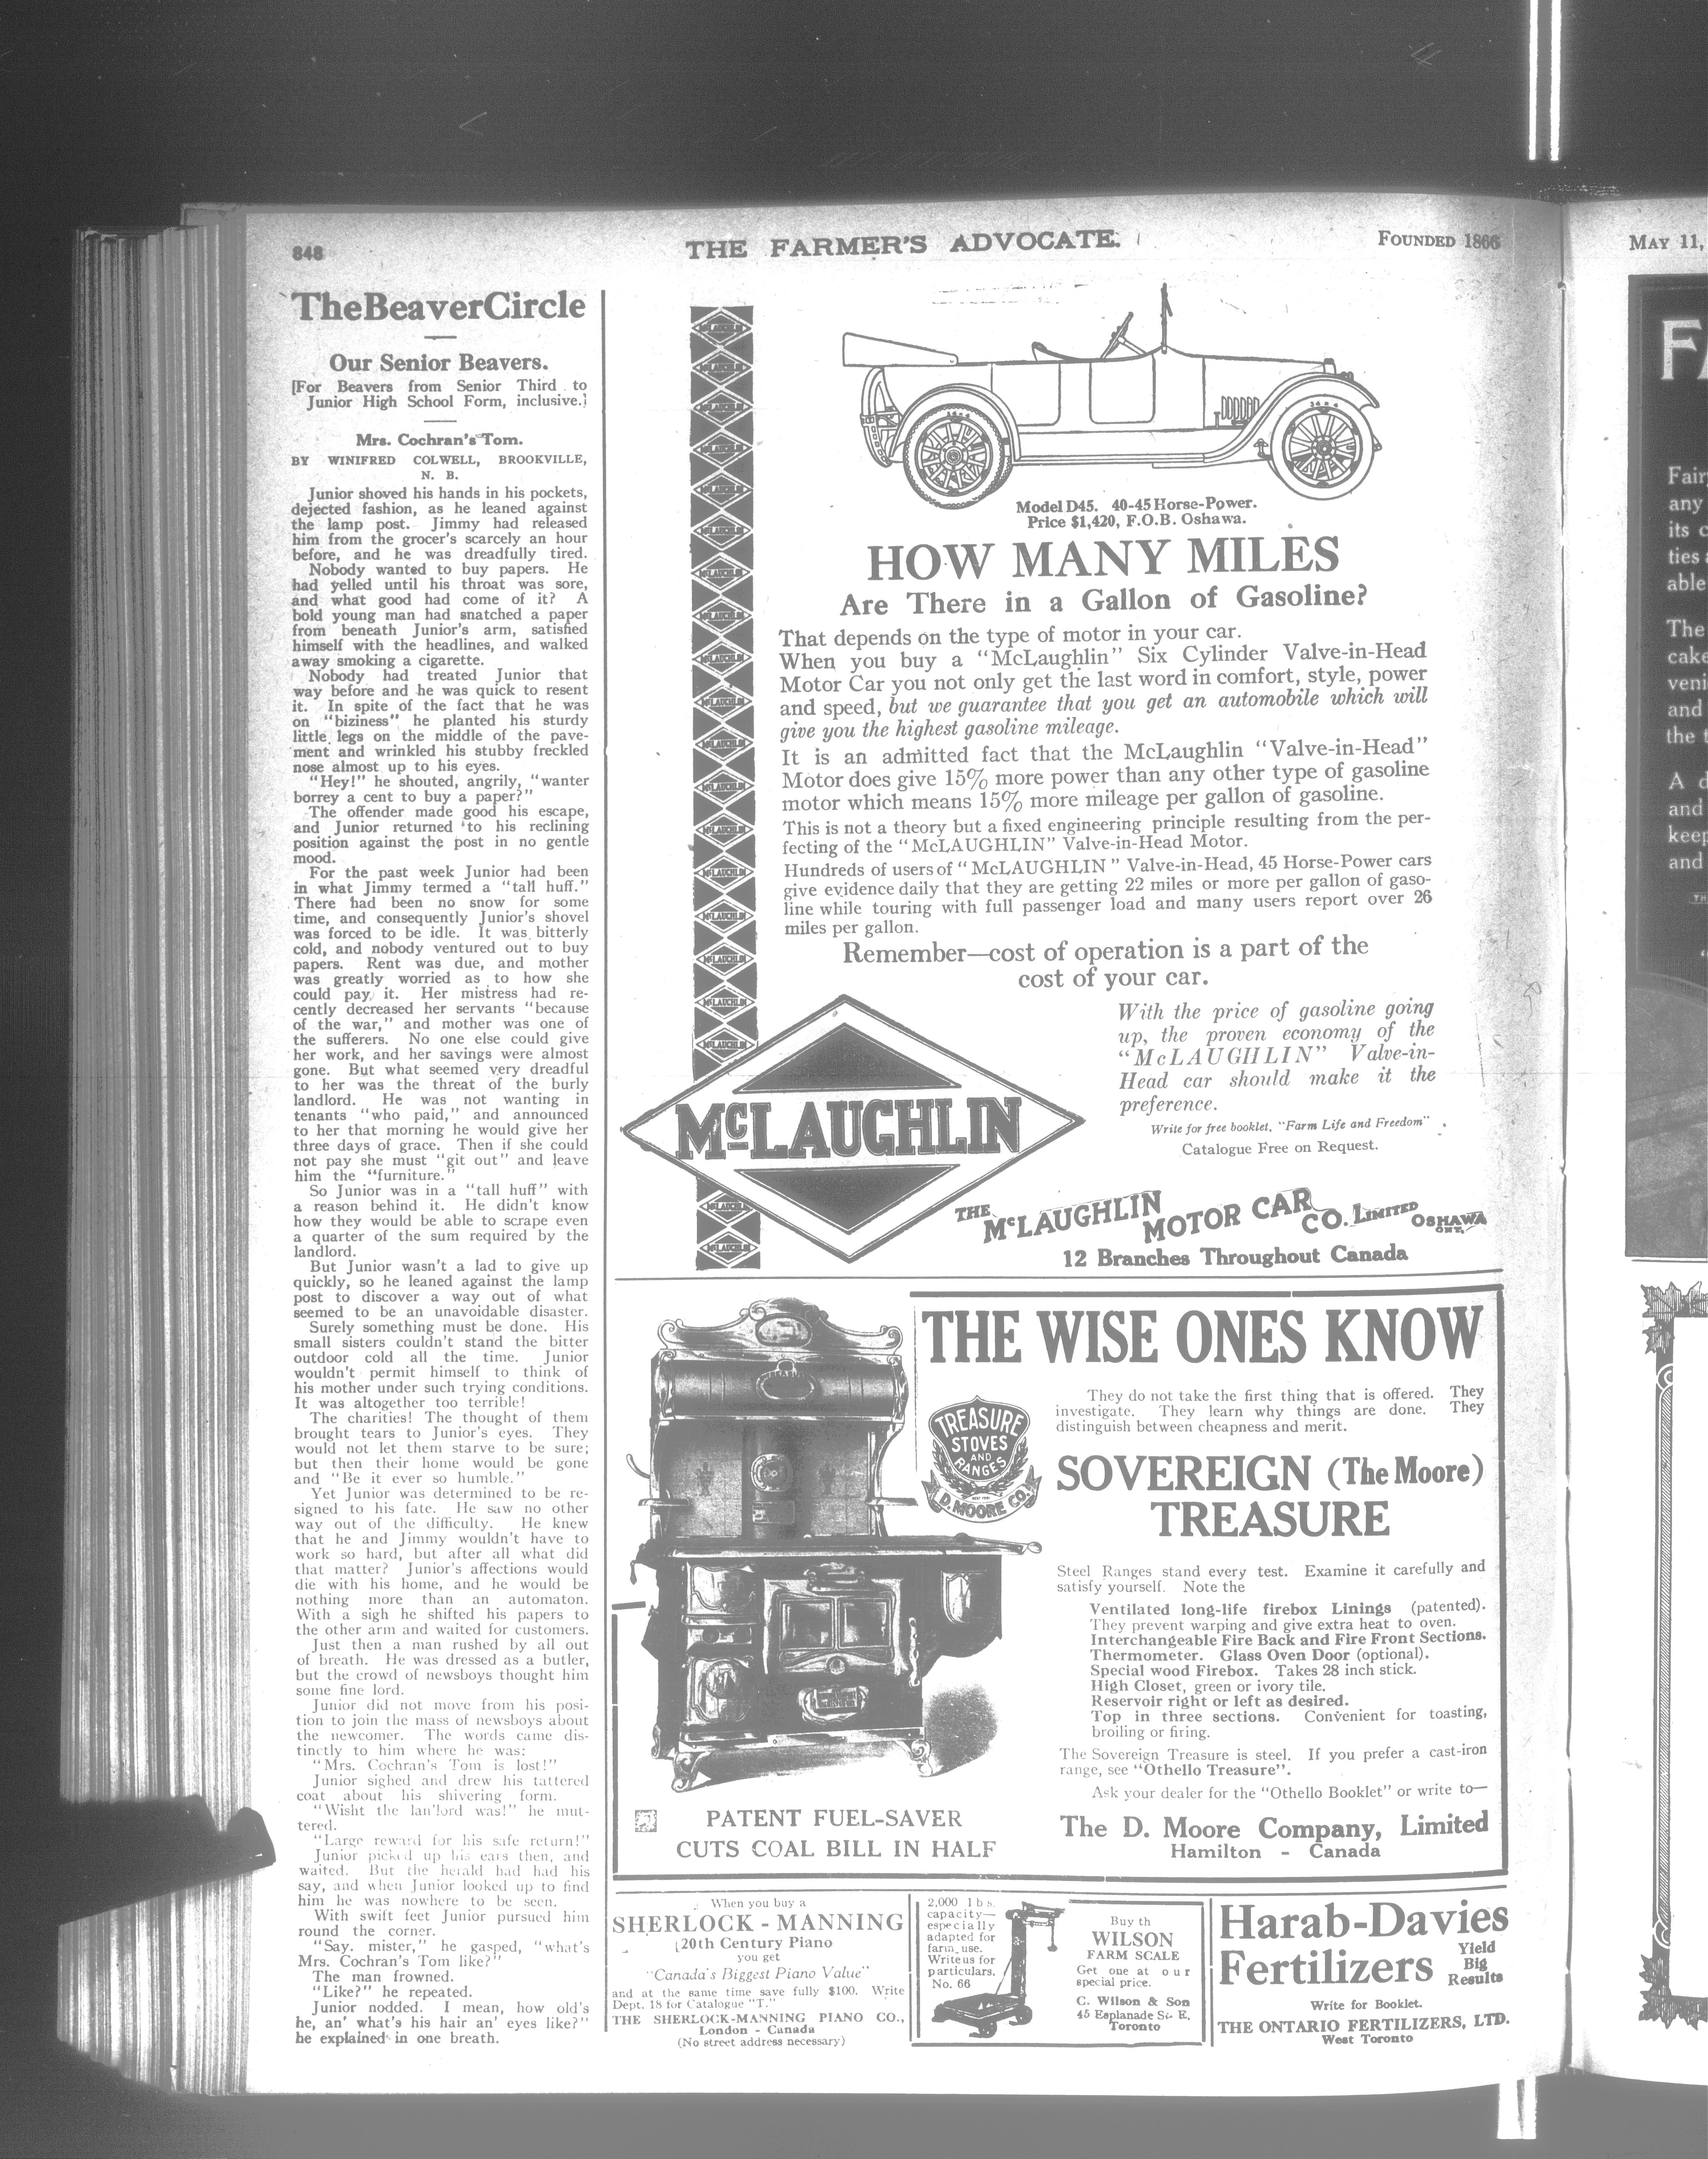 848
THE FARMER'S ADVOCATE.
FOUNDED 1866
TheBeaverCircle
Our Senior Beavers.
[For Beavers from Senior Third to
Junior High School Form, inclusive.]
Mrs. Cochran's Tom.
BY WINIFRED COLWELL, BROOKVILLE,
N. B.
Junior shoved his hands in his pockets,
dejected fashion, as he leaned against
the lamp post. Jimmy had released
him from the grocer's scarcely an hour
before, and he was dreadfully tired.
Nobody wanted to buy papers. He
had yelled until his throat was sore,
and what good had come of it? A
bold young man had snatched a paper
from beneath Junior's arm, satisfied
himself with the headlines, and walked
away smoking a cigarette.
Nobody had treated Junior that
way before and he was quick to resent
it. In spite of the fact that he was
on "biziness" he planted his sturdy
little legs on the middle of the pave-
ment and wrinkled his stubby freckled
nose almost up to his eyes.
"Hey!" he shouted, angrily, "wanter
borrey a cent to buy a paper?"
The offender made good his escape,
and Junior returned to his reclining
position against the post in no gentle
mood.
For the past week Junior had been
in what Jimmy termed a "tall huff."
There had been no snow for some
time, and consequently Junior's shovel
was forced to be idle. It was bitterly
cold, and nobody ventured out to buy
papers. Rent was due, and mother
was greatly worried as to how she
could pay it. Her mistress had re-
cently decreased her servants "because
of the war," and mother was one of
the sufferers. No one else could give
her work, and her savings were almost
gone. But what seemed very dreadful
to her was the threat of the burly
landlord. He was not wanting in
tenants "who paid," and announced
to her that morning he would give her
three days of grace. Then if she could
not pay she must "git out" and leave
him the "furniture."
So Junior was in a "tall huff" with
a reason behind it. He didn't know
how they would be able to scrape even
a quarter of the sum required by the
landlord.
But Junior wasn't a lad to give up
quickly, so he leaned against the lamp
post to discover a way out of what
seemed to be an unavoidable disaster.
Surely something must be done. His
small sisters couldn't stand the bitter
outdoor cold all the time. Junior
wouldn't permit himself to think of
his mother under such trying conditions.
It was altogether too terrible!
The charities! The thought of them
brought tears to Junior's eyes. They
would not let them starve to be sure;
but then their home would be gone
and "Be it ever so humble."
Yet Junior was determined to be re-
signed to his fate. He saw no other
way out of the difficulty. He knew
that he and Jimmy wouldn't have to
work so hard, but after all what did
that matter? Junior's affections would
die with his home, and he would be
nothing more than an automaton.
With a sigh he shifted his papers to
the other arm and waited for customers.
Just then a man rushed by all out
of breath. He was dressed as a butler,
but the crowd of newsboys thought him
some fine lord.
Junior did not move from his posi-
tion to join the mass of newsboys about
the newcomer. The words came dis-
tinctly to him where he was:
"Mrs. Cochran's Tom is lost!"
Junior sighed and drew his tattered
coat about his shivering form.
"Wisht the lan'lord was!" he mut-
tered.
"Large reward for his safe return!"
Junior picked up his ears then, and
waited. But the herald had had his
say, and when Junior looked up to find
him he was nowhere to be seen.
With swift feet Junior pursued him
round the corner.
"Say. mister," he gasped, "what's
Mrs. Cochran's Tom like?"
The man frowned.
"Like?" he repeated.
Junior nodded. I mean, how old's
he, an' what's his hair an' eyes like?"
he explained in one breath.
Model D45. 40-45 Horse-Power.
Price $1,420, F.O.B. Oshawa.
HOW MANY MILES
Are There in a Gallon of Gasoline?
That depends on the type of motor in your car.
When you buy a "McLaughlin" Six Cylinder Valve-in-Head
Motor Car you not only get the last word in comfort, style, power
and speed, but we guarantee that you get an automobile which will
give you the highest gasoline mileage.
It is an admitted fact that the McLaughlin "Valve-in-Head"
Motor does give 15% more power than any other type of gasoline
motor which means 15% more mileage per gallon of gasoline.
This is not a theory but a fixed engineering principle resulting from the per-
fecting of the "McLAUGHLIN" Valve-in-Head Motor.
Hundreds of users of "McLAUGHLIN" Valve-in-Head, 45 Horse-Power cars
give evidence daily that they are getting 22 miles or more per gallon of gaso-
line while touring with full passenger load and many users report over 26
miles per gallon.
Remember—cost of operation is a part of the
cost of your car.
With the price of gasoline going
up, the proven economy of the
"McLAUGHLIN" Valve-in-
Head car should make it the
preference.
Write for free booklet, "Farm Life and Freedom"
Catalogue Free on Request.
McLAUGHLIN
THE McLAUGHLIN MOTOR CAR CO. LIMITED OSHAWA ONT.
12 Branches Throughout Canada
THE WISE ONES KNOW
TREASURE
STOVES
AND
RANGES
D. MOORE CO.
They do not take the first thing that is offered. They
investigate. They learn why things are done. They
distinguish between cheapness and merit.
SOVEREIGN (The Moore)
TREASURE
Steel Ranges stand every test. Examine it carefully and
satisfy yourself. Note the
Ventilated long-life firebox Linings (patented).
They prevent warping and give extra heat to oven.
Interchangeable Fire Back and Fire Front Sections.
Thermometer. Glass Oven Door (optional).
Special wood Firebox. Takes 28 inch stick.
High Closet, green or ivory tile.
Reservoir right or left as desired.
Top in three sections. Convenient for toasting,
broiling or firing.
The Sovereign Treasure is steel. If you prefer a cast-iron
range, see "Othello Treasure".
Ask your dealer for the "Othello Booklet" or write to—
The D. Moore Company, Limited
Hamilton - Canada
PATENT FUEL-SAVER
CUTS COAL BILL IN HALF
When you buy a
SHERLOCK - MANNING
20th Century Piano
you get
"Canada's Biggest Piano Value"
and at the same time save fully $100. Write
Dept. 18 for Catalogue "T."
THE SHERLOCK-MANNING PIANO CO.,
London - Canada
(No street address necessary)
2,000 lbs.
capacity—
especially
adapted for
farm use.
Write us for
particulars.
No. 66
Buy th
WILSON
FARM SCALE
Get one at our
special price.
C. Wilson & Son
45 Esplanade St. E,
Toronto
Harab-Davies
Fertilizers
Yield
Big
Results
Write for Booklet.
THE ONTARIO FERTILIZERS, LTD.
West Toronto
MAY 11,
Fair
any
its c
ties
able
The
cake
veni
and
the t
A d
and
keep
and